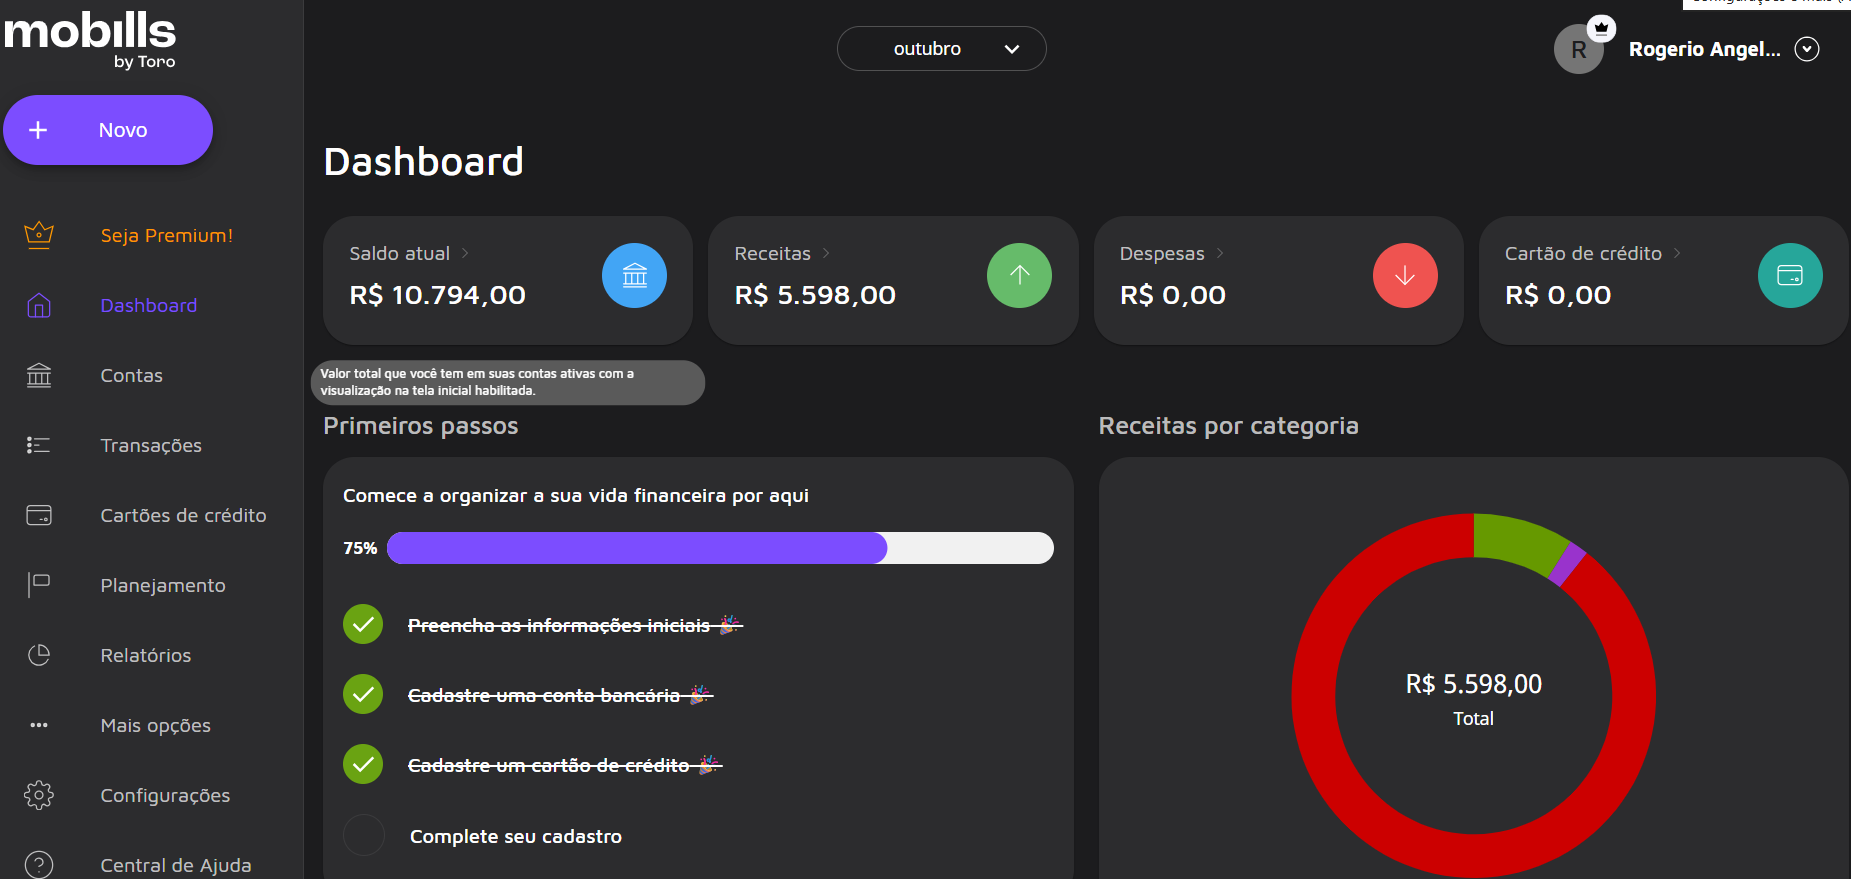 mobills
by Toro
outubro
R
Rogerio Angel...
Novo
Seja Premium!
Dashboard
Contas
Transações
Cartões de crédito
Planejamento
Relatórios
Mais opções
Configurações
Central de Ajuda
Dashboard
Saldo atual
R$ 10.794,00
Receitas
R$ 5.598,00
Despesas
R$ 0,00
Cartão de crédito
R$ 0,00
Valor total que você tem em suas contas ativas com a
visualização na tela inicial habilitada.
Primeiros passos
Comece a organizar a sua vida financeira por aqui
75%
Preencha as informações iniciais
Cadastre uma conta bancária
Cadastre um cartão de crédito
Complete seu cadastro
Receitas por categoria
R$ 5.598,00
Total